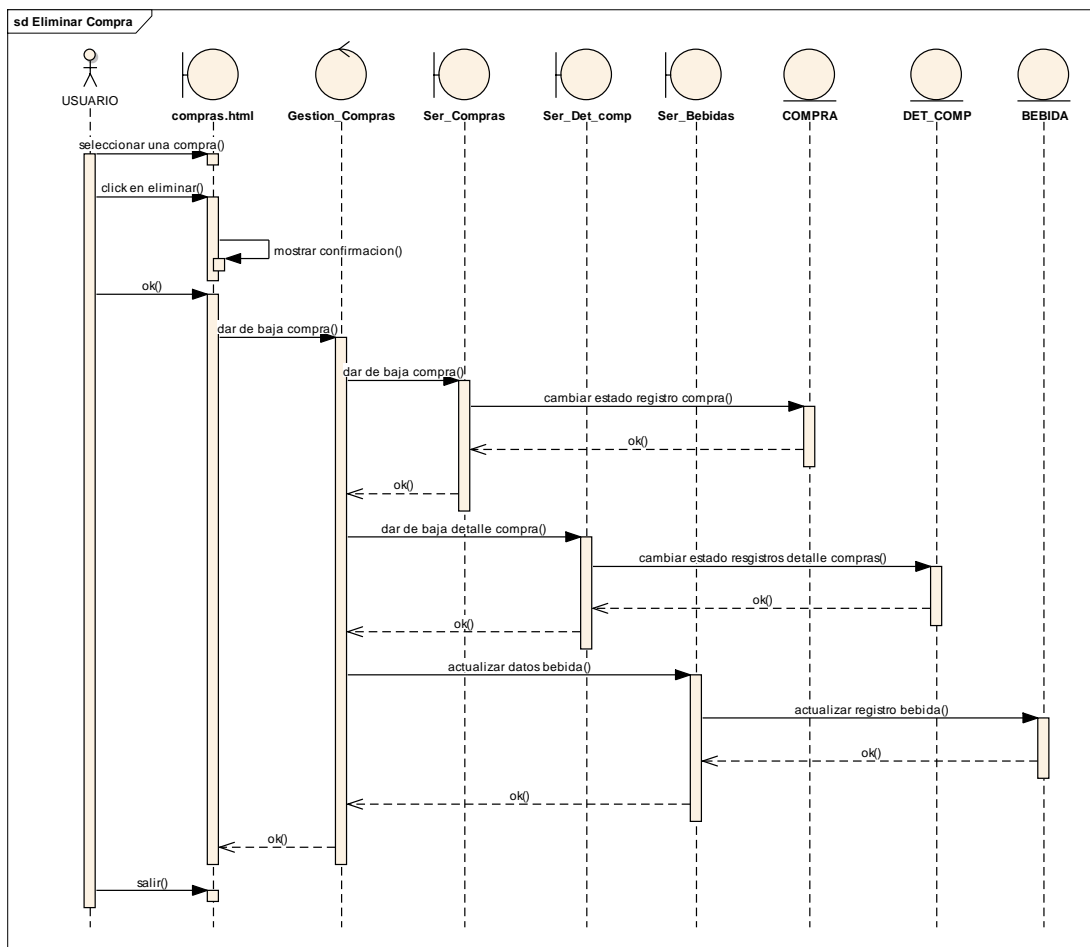 sd Eliminar Compra
USUARIO
compras.html
Gestion_Compras
Ser_Compras
Ser_Det_comp
Ser_Bebidas
COMPRA
DET_COMP
BEBIDA
seleccionar una compra()
click en eliminar()
mostrar confirmacion()
ok()
dar de baja compra()
dar de baja compra()
cambiar estado registro compra()
ok()
ok()
dar de baja detalle compra()
cambiar estado resgistros detalle compras()
ok()
ok()
actualizar datos bebida()
actualizar registro bebida()
ok()
ok()
ok()
salir()